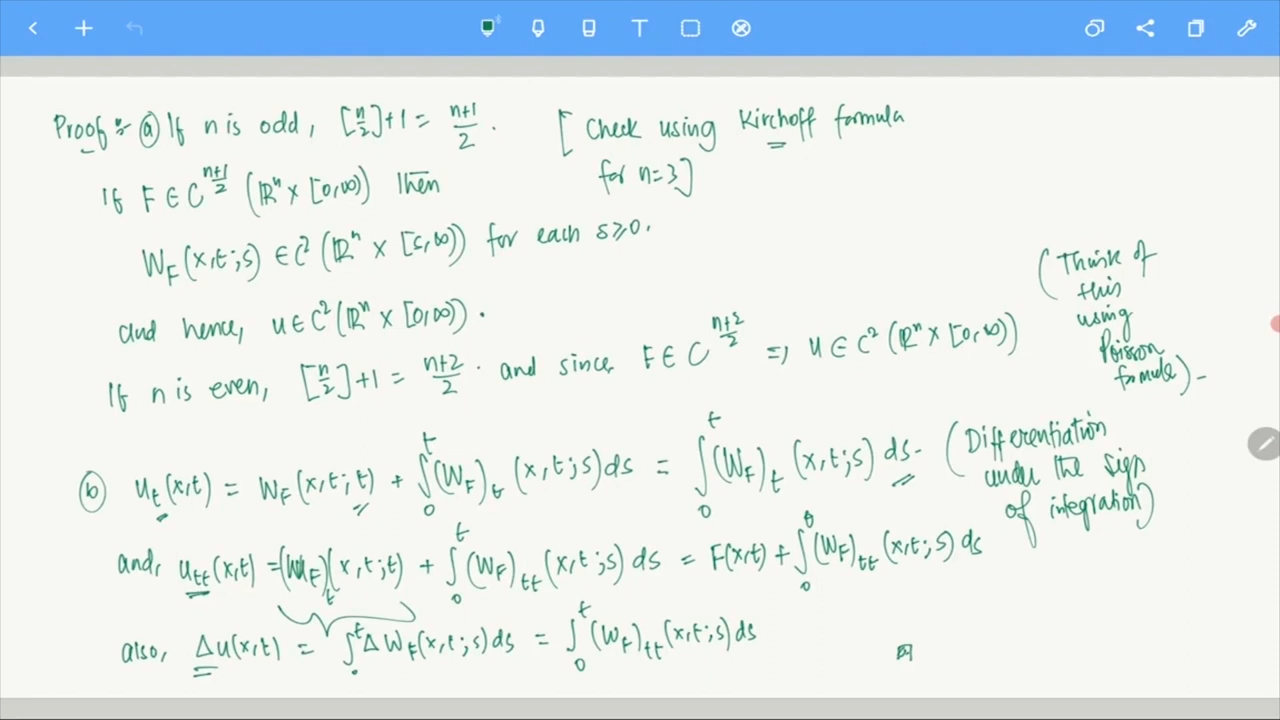 Proof :- (a) If n is odd, [n/2]+1 = (n+1)/2 . [Check using Kirchoff formula
for n=3]
If F ∈ C^{(n+1)/2} (ℝ^n × [0,∞)) then
W_F(x,t;s) ∈ C^2 (ℝ^n × [s,∞)) for each s≥0.
and hence, u ∈ C^2(ℝ^n × [0,∞)).
If n is even, [n/2]+1 = (n+2)/2 . and since F ∈ C^{(n+2)/2} ⇒ u ∈ C^2 (ℝ^n × [0,∞))
(Think of
this
using
Poisson
formula)
(b) u_t(x,t) = W_F(x,t;t) + ∫_0^t (W_F)_t (x,t;s) ds = ∫_0^t (W_F)_t (x,t;s) ds.
(Differentiation
under the sign
of integration)
and, u_tt(x,t) = (W_F)_t(x,t;t) + ∫_0^t (W_F)_tt (x,t;s) ds = F(x,t) + ∫_0^t (W_F)_tt (x,t;s) ds
also, Δu(x,t) = ∫_0^t ΔW_F(x,t;s) ds = ∫_0^t (W_F)_tt (x,t;s) ds